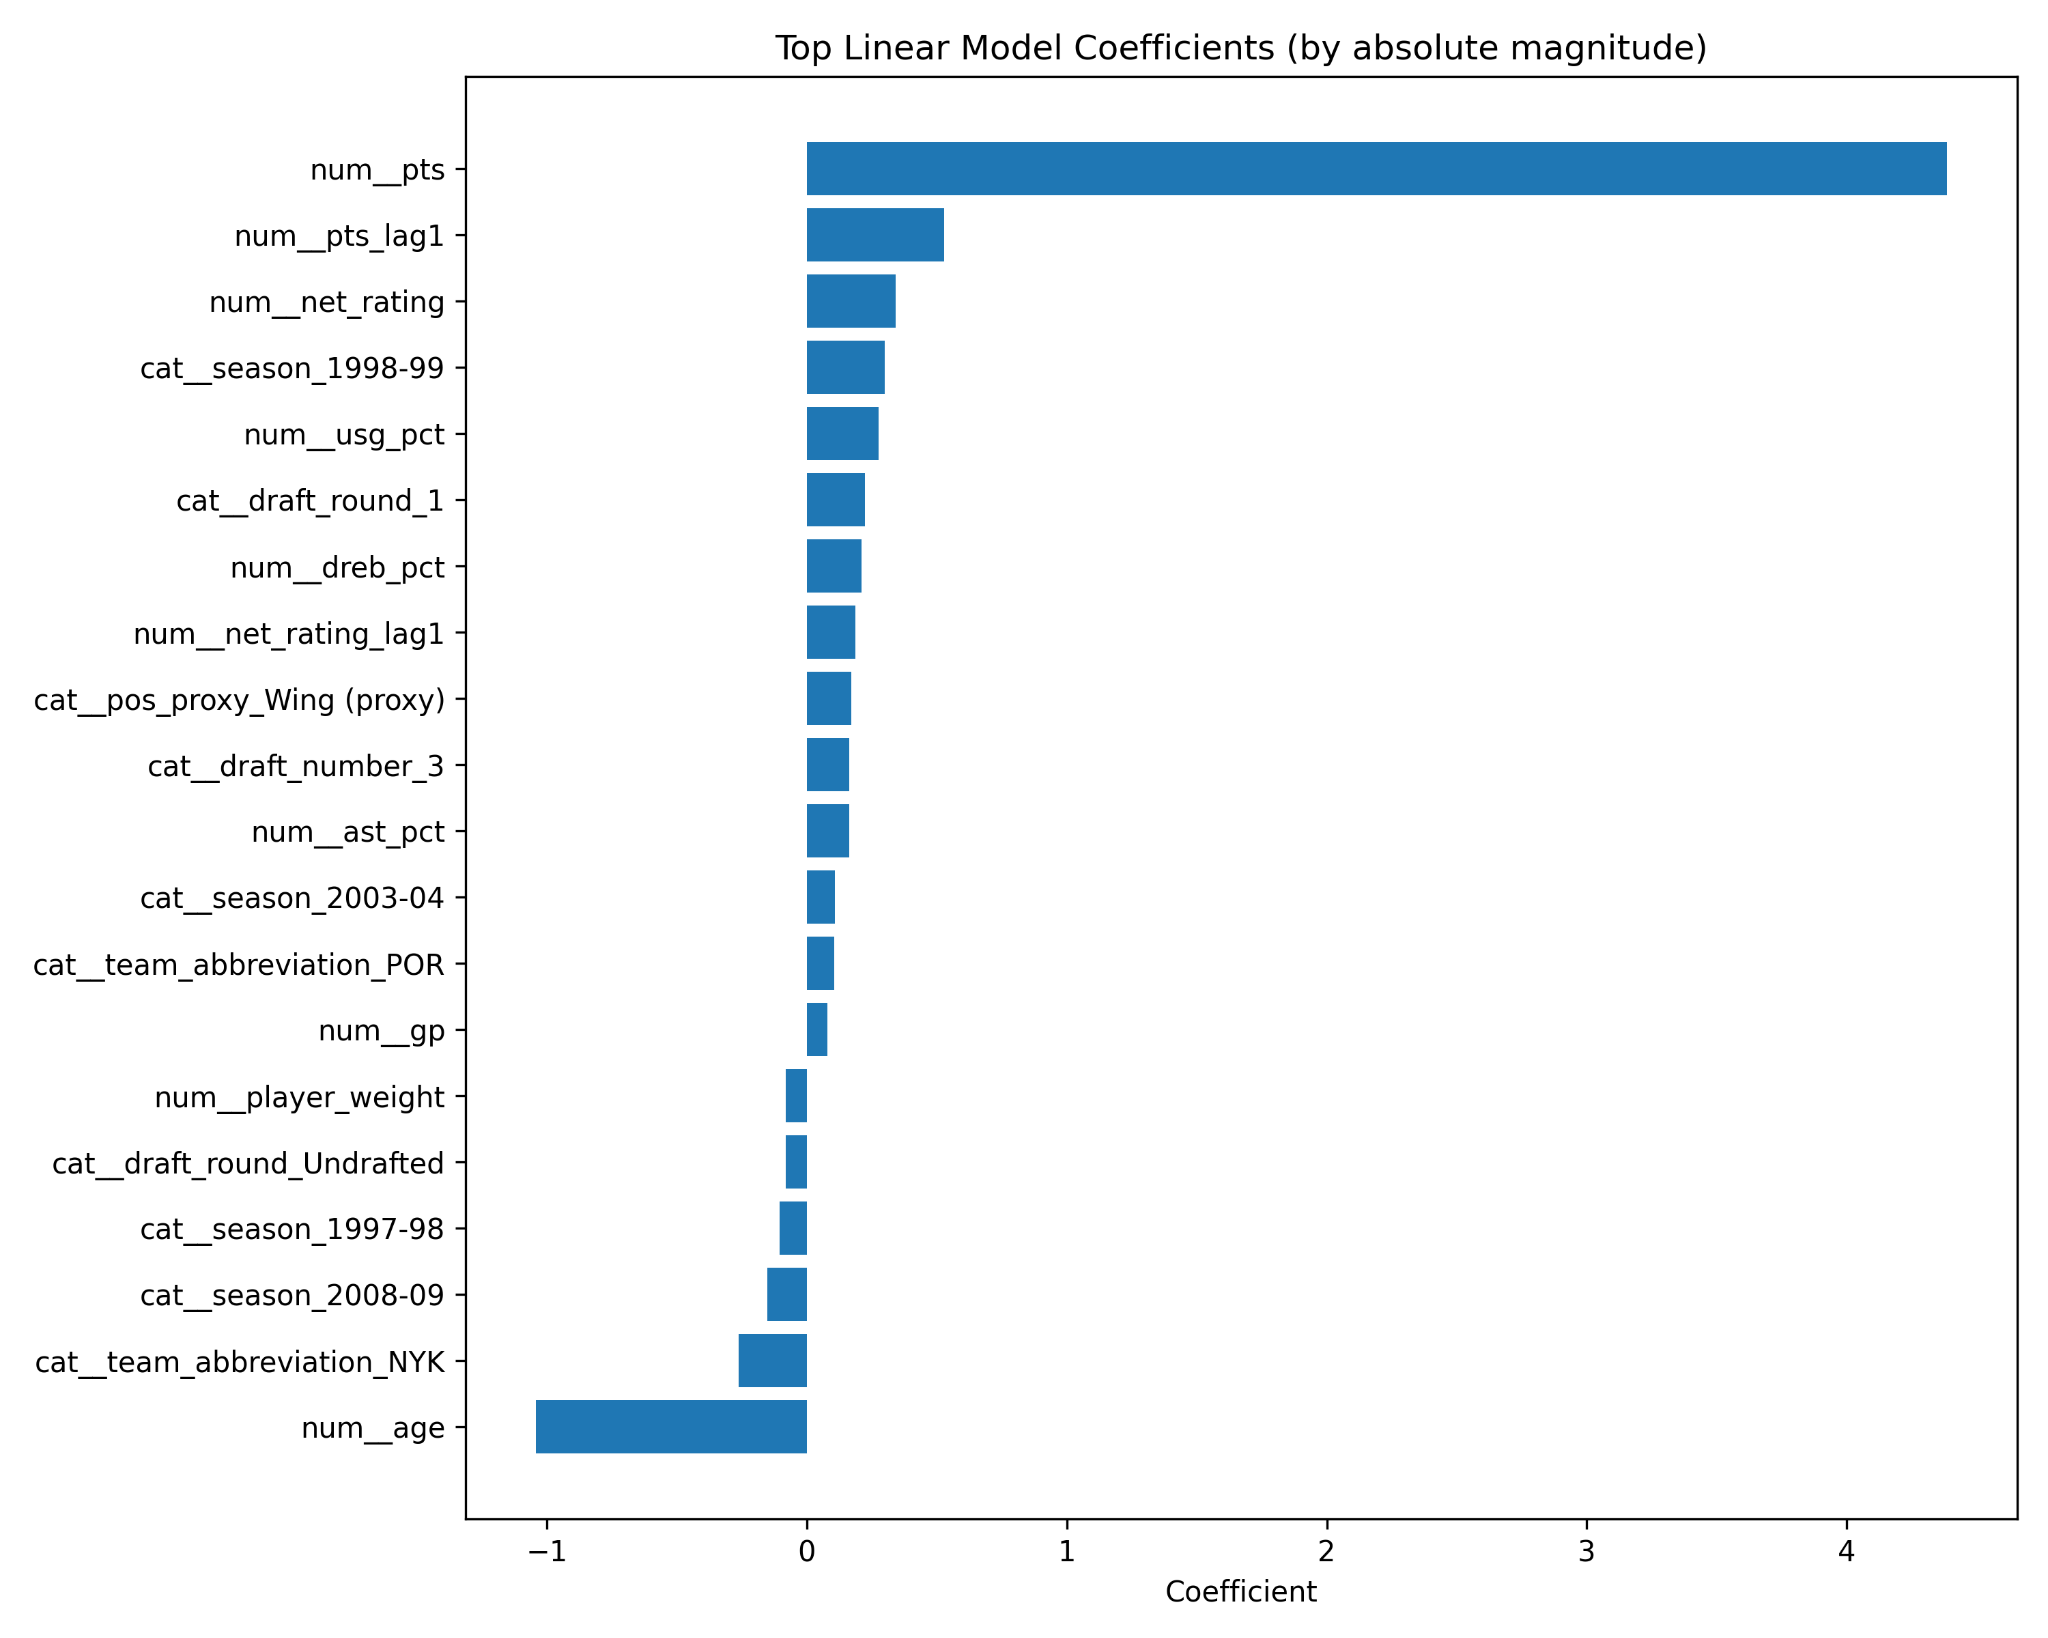 Top Linear Model Coefficients (by absolute magnitude)
num__pts
num__pts_lag1
num__net_rating
cat__season_1998-99
num__usg_pct
cat__draft_round_1
num__dreb_pct
num__net_rating_lag1
cat__pos_proxy_Wing (proxy)
cat__draft_number_3
num__ast_pct
cat__season_2003-04
cat__team_abbreviation_POR
num__gp
num__player_weight
cat__draft_round_Undrafted
cat__season_1997-98
cat__season_2008-09
cat__team_abbreviation_NYK
num__age
−1 0 1 2 3 4
Coefficient